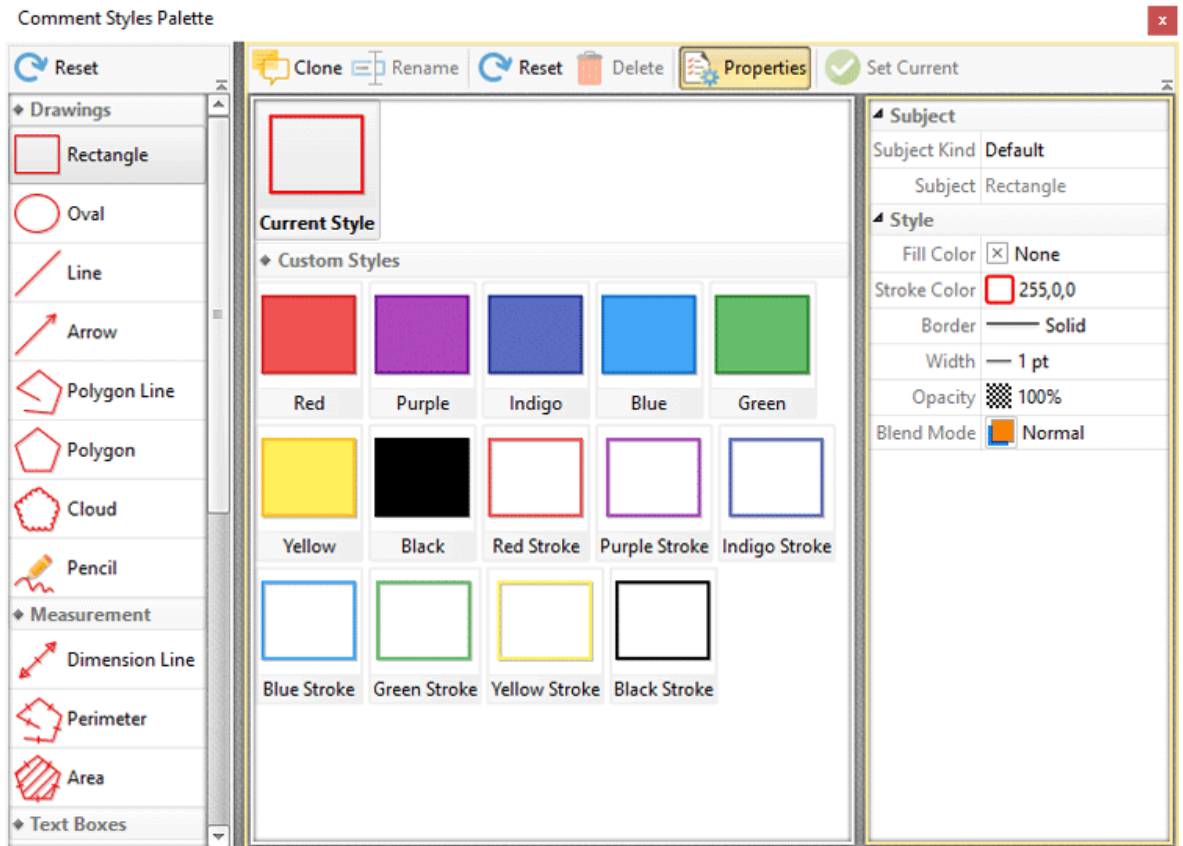 Comment Styles Palette
x
Reset
Clone Rename Reset Delete Properties Set Current
Drawings
Rectangle
Oval
Line
Arrow
Polygon Line
Polygon
Cloud
Pencil
Measurement
Dimension Line
Perimeter
Area
Text Boxes
Current Style
Custom Styles
Red Purple Indigo Blue Green
Yellow Black Red Stroke Purple Stroke Indigo Stroke
Blue Stroke Green Stroke Yellow Stroke Black Stroke
Subject
Subject Kind Default
Subject Rectangle
Style
Fill Color None
Stroke Color 255,0,0
Border Solid
Width 1 pt
Opacity 100%
Blend Mode Normal